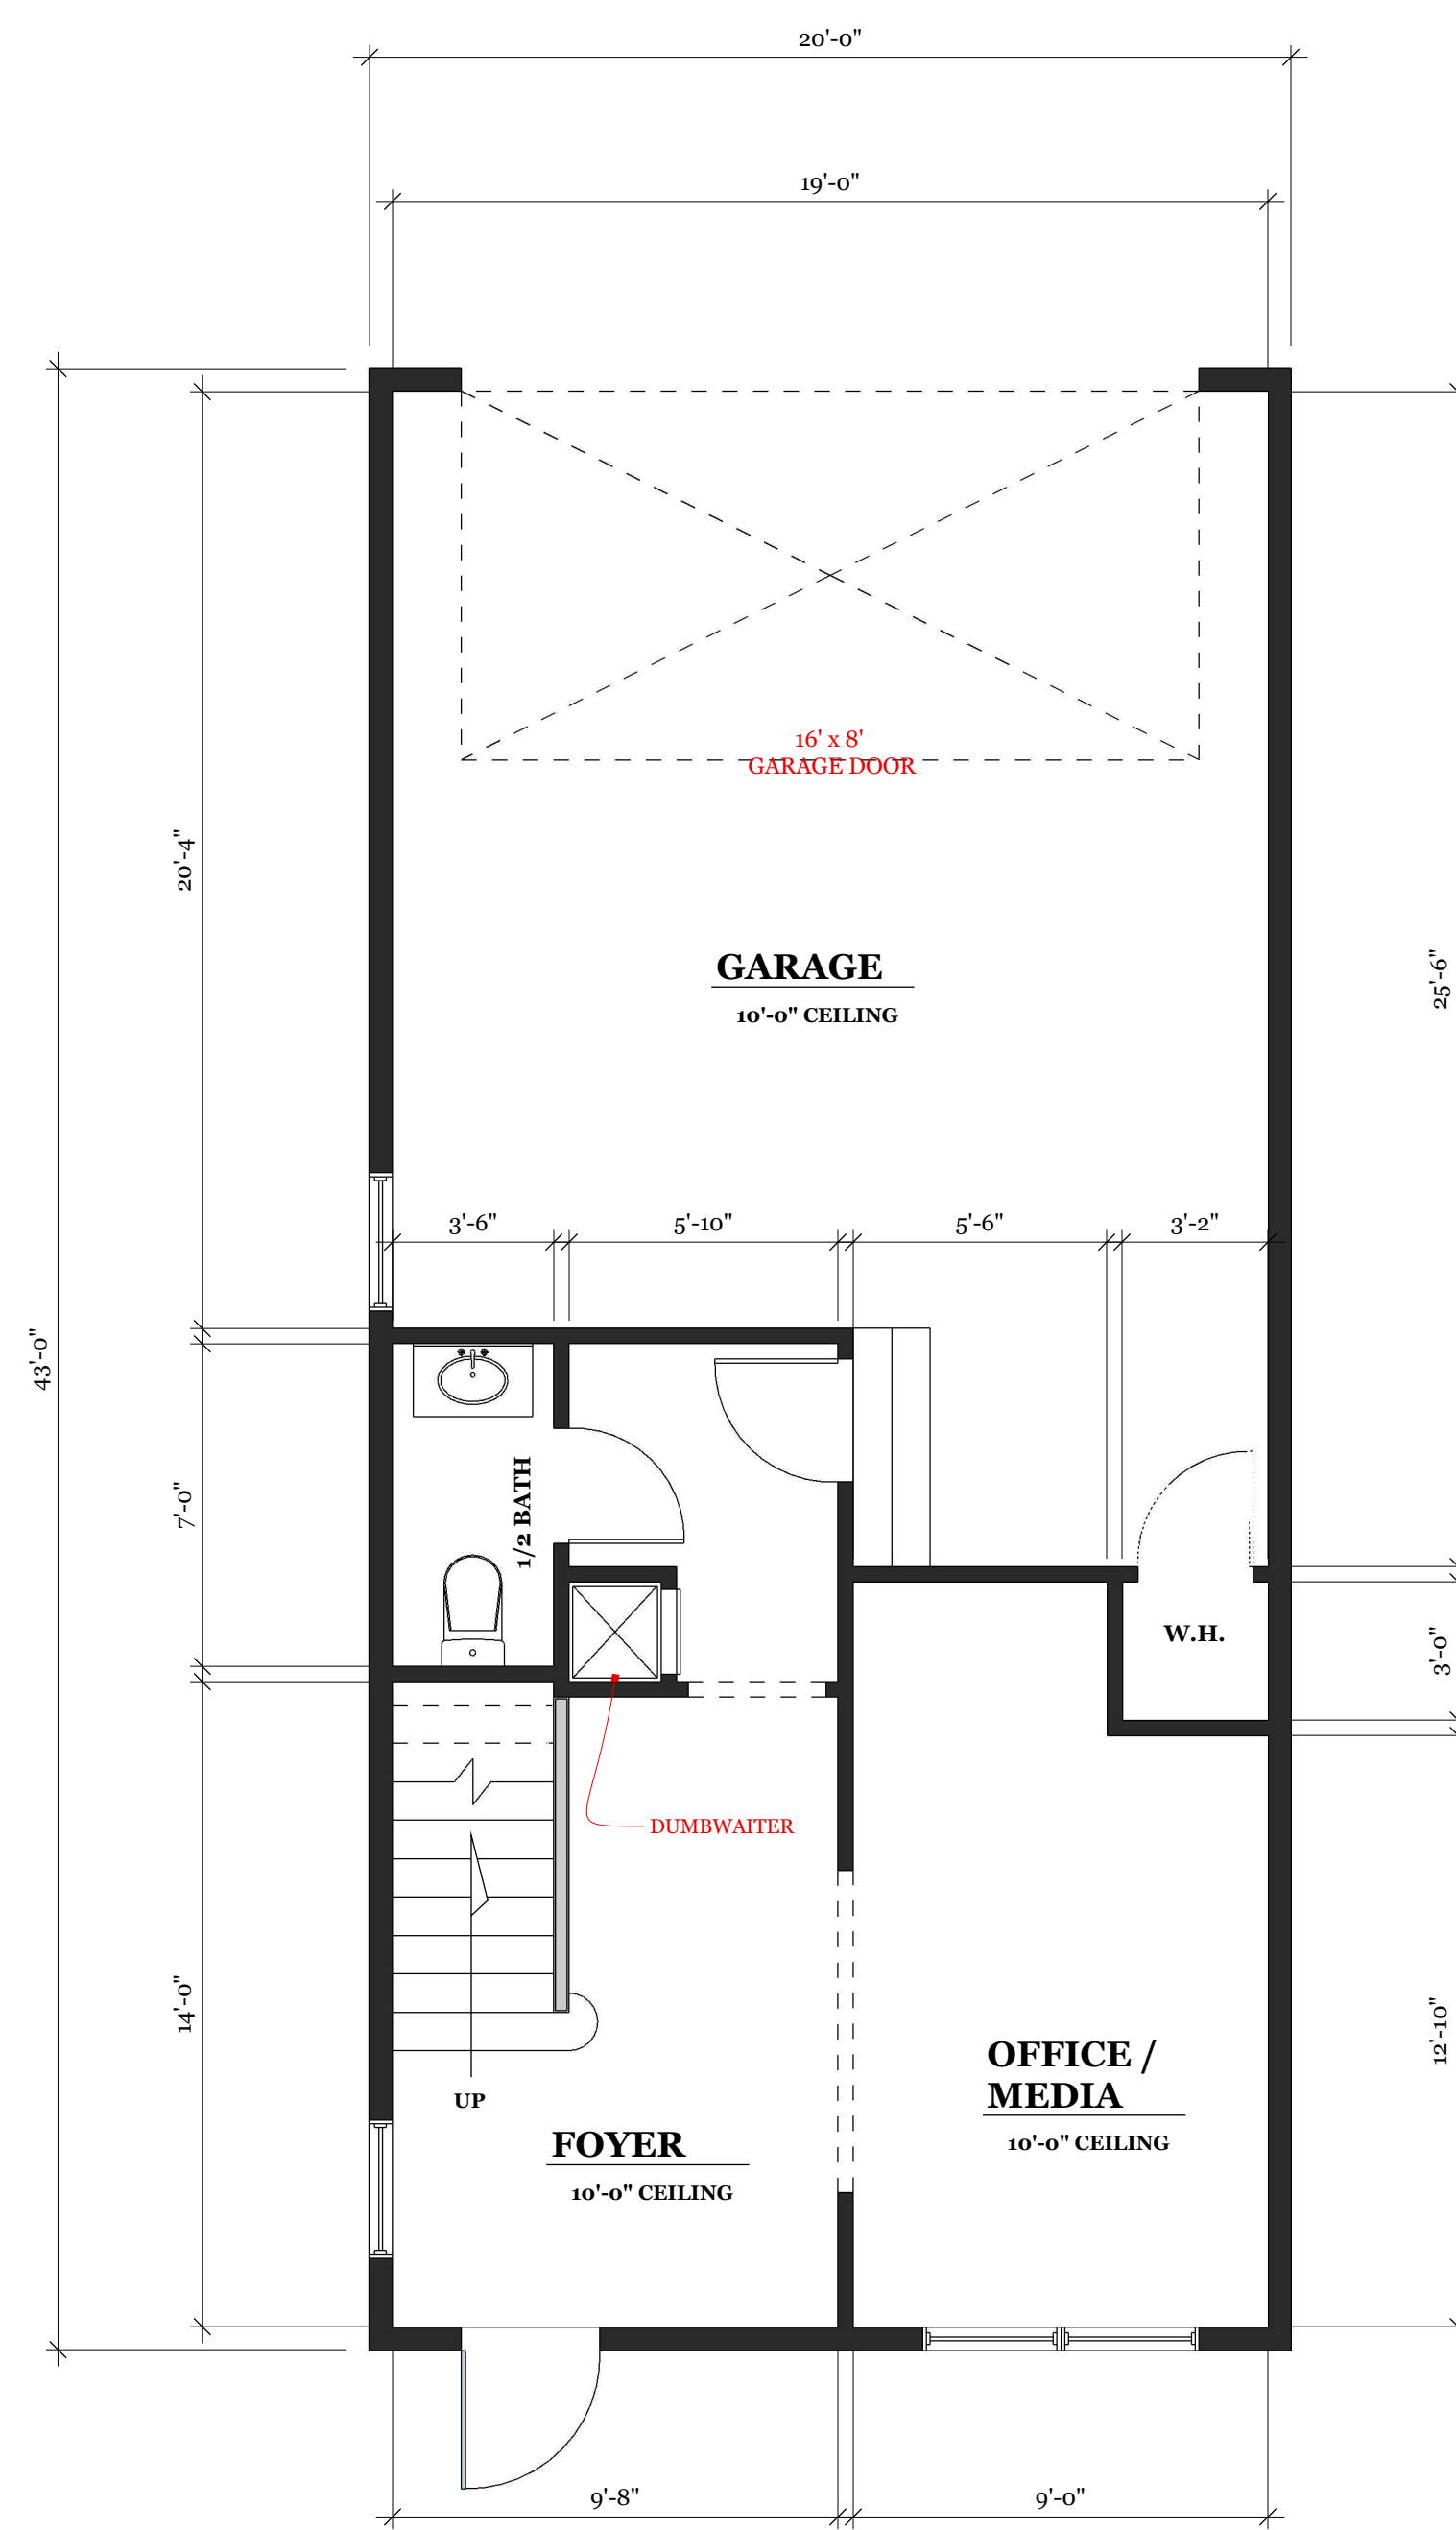 20'-0"
19'-0"
16' x 8'
GARAGE DOOR
20'-4"
GARAGE
10'-0" CEILING
25'-6"
3'-6"
5'-10"
5'-6"
3'-2"
43'-0"
7'-0"
1/2 BATH
W.H.
3'-0"
DUMBWAITER
14'-0"
12'-10"
OFFICE /
MEDIA
10'-0" CEILING
UP
FOYER
10'-0" CEILING
9'-8"
9'-0"